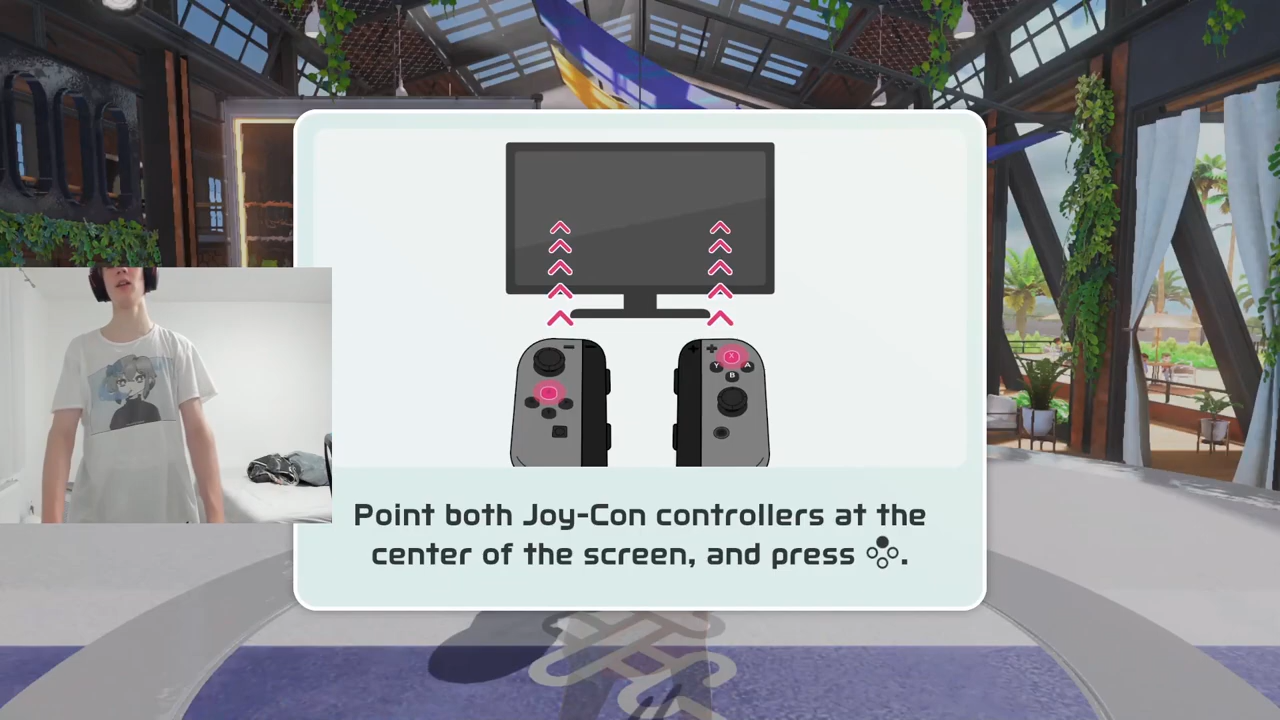 X
Y
A
B
Point both Joy-Con controllers at the
center of the screen, and press
.